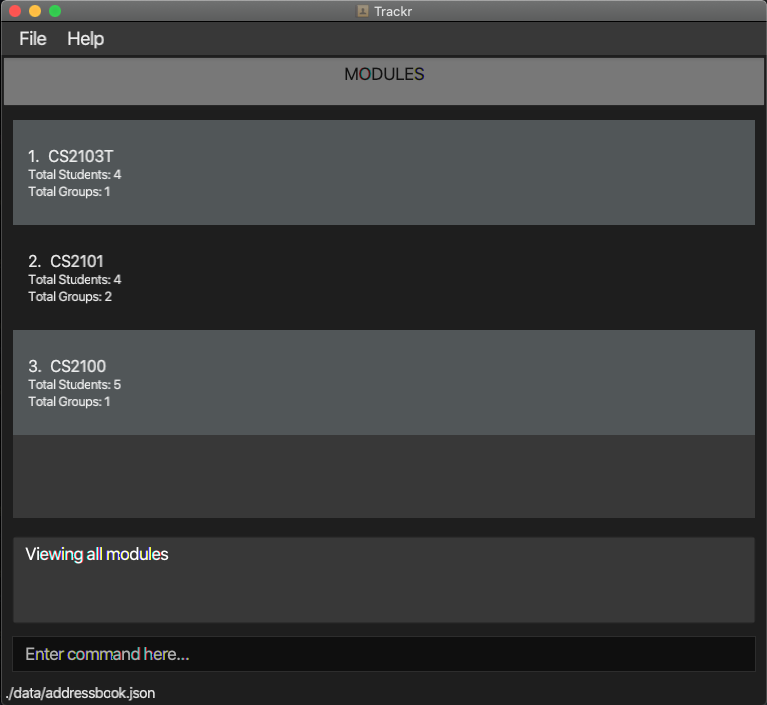 Trackr
File Help
MODULES
1. CS2103T
Total Students: 4
Total Groups: 1
2. CS2101
Total Students: 4
Total Groups: 2
3. CS2100
Total Students: 5
Total Groups: 1
Viewing all modules
Enter command here...
./data/addressbook.json